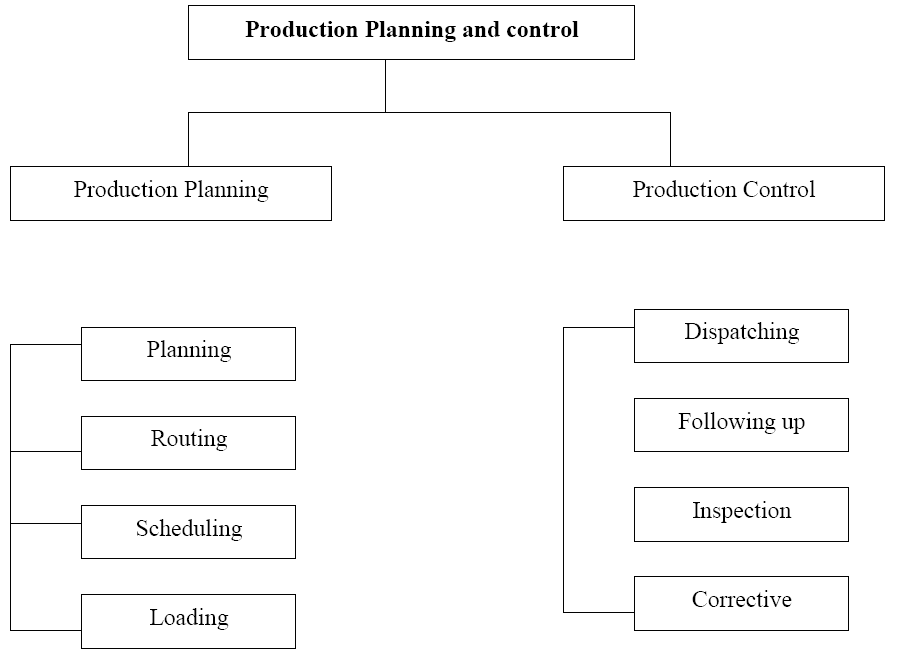 Production Planning and control
Production Planning
Production Control
Planning
Routing
Scheduling
Loading
Dispatching
Following up
Inspection
Corrective